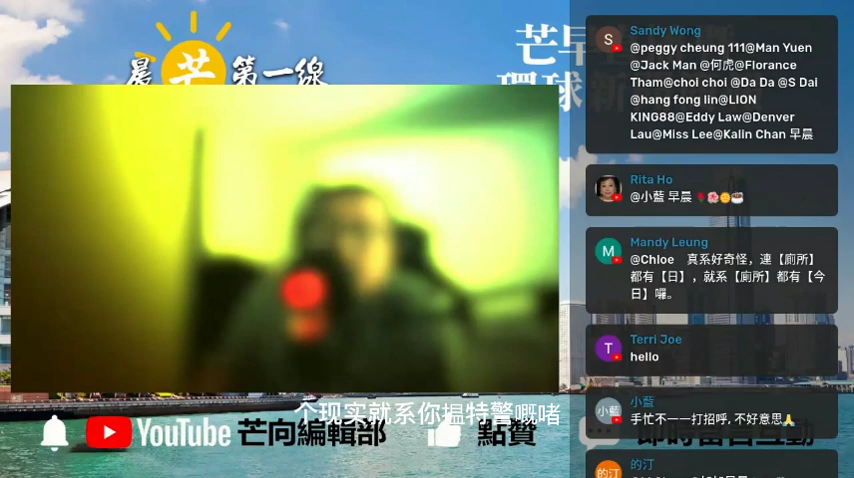 晨芒第一線
芒早
環球新
个现实就系你揾特警嘅啫
YouTube 芒向編輯部
點贊
即時留言互動
S
Sandy Wong
@peggy cheung 111@Man Yuen
@Jack Man @何虎@Florance
Tham@choi choi @Da Da @S Dai
@hang fong lin@LION
KING88@Eddy Law@Denver
Lau@Miss Lee@Kalin Chan 早晨
Rita Ho
@小藍 早晨 🌹🌺🌞☕
M
Mandy Leung
@Chloe 真系好奇怪，連【厠所】
都有【日】，就系【廁所】都有【今
日】囉。
T
Terri Joe
hello
小藍
小藍
手忙不一一打招呼, 不好意思🙏
的汀
的汀